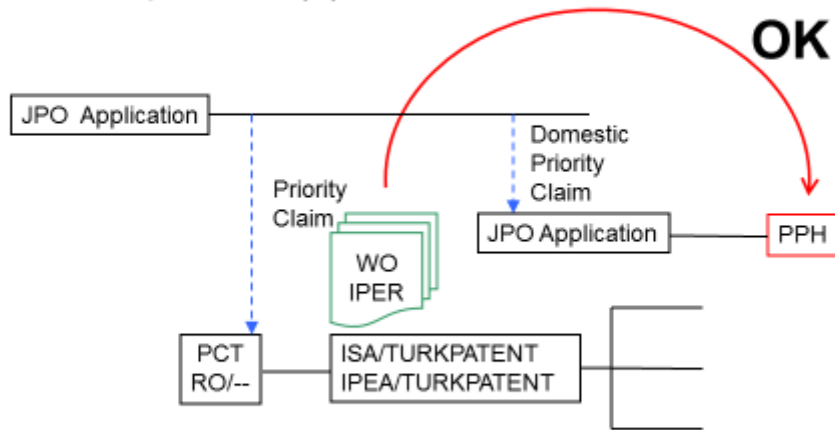 OK
JPO Application
Domestic
Priority
Claim
Priority
Claim
JPO Application
PPH
WO
IPER
PCT
RO/--
ISA/TURKPATENT
IPEA/TURKPATENT